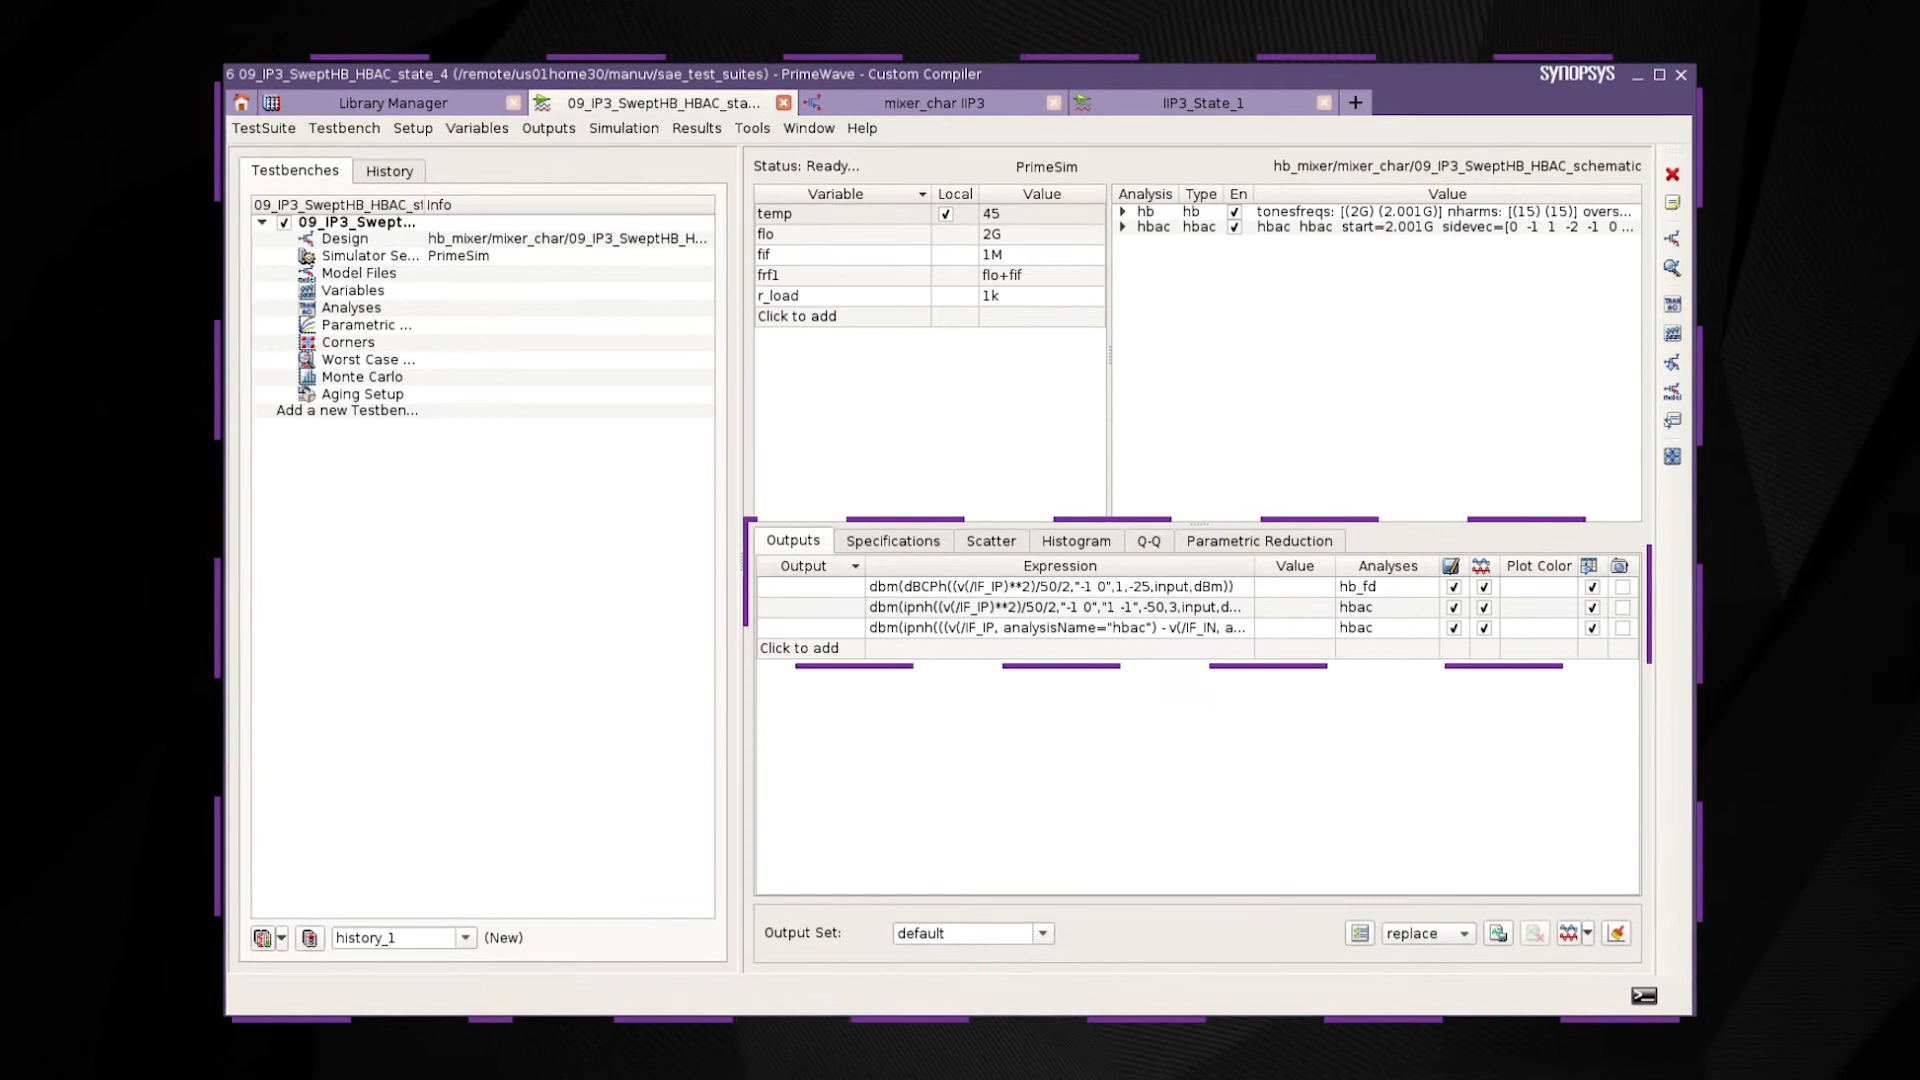 6 09_IP3_SweptHB_HBAC_state_4 (/remote/us01home30/manuv/sae_test_suites) - PrimeWave - Custom Compiler
SYNOPSYS
Library Manager
09_IP3_SweptHB_HBAC_sta...
mixer_char IIP3
IIP3_State_1
TestSuite Testbench Setup Variables Outputs Simulation Results Tools Window Help
Testbenches History
09_IP3_SweptHB_HBAC_st Info
09_IP3_Swept...
Design hb_mixer/mixer_char/09_IP3_SweptHB_H...
Simulator Se... PrimeSim
Model Files
Variables
Analyses
Parametric ...
Corners
Worst Case ...
Monte Carlo
Aging Setup
Add a new Testben...
history_1 (New)
Status: Ready... PrimeSim hb_mixer/mixer_char/09_IP3_SweptHB_HBAC_schematic
Variable Local Value
temp 45
flo 2G
fif 1M
frf1 flo+fif
r_load 1k
Click to add
Analysis Type En Value
hb hb tonesfreqs: [(2G) (2.001G)] nharms: [(15) (15)] overs...
hbac hbac hbac hbac start=2.001G sidevec=[0 -1 1 -2 -1 0 ...
Outputs Specifications Scatter Histogram Q-Q Parametric Reduction
Output Expression Value Analyses Plot Color
dbm(dBCPh((v(/IF_IP)**2)/50/2,"-1 0",1,-25,input,dBm)) hb_fd
dbm(ipnh((v(/IF_IP)**2)/50/2,"-1 0","1 -1",-50,3,input,d... hbac
dbm(ipnh(((v(/IF_IP, analysisName="hbac") - v(/IF_IN, a... hbac
Click to add
Output Set: default replace